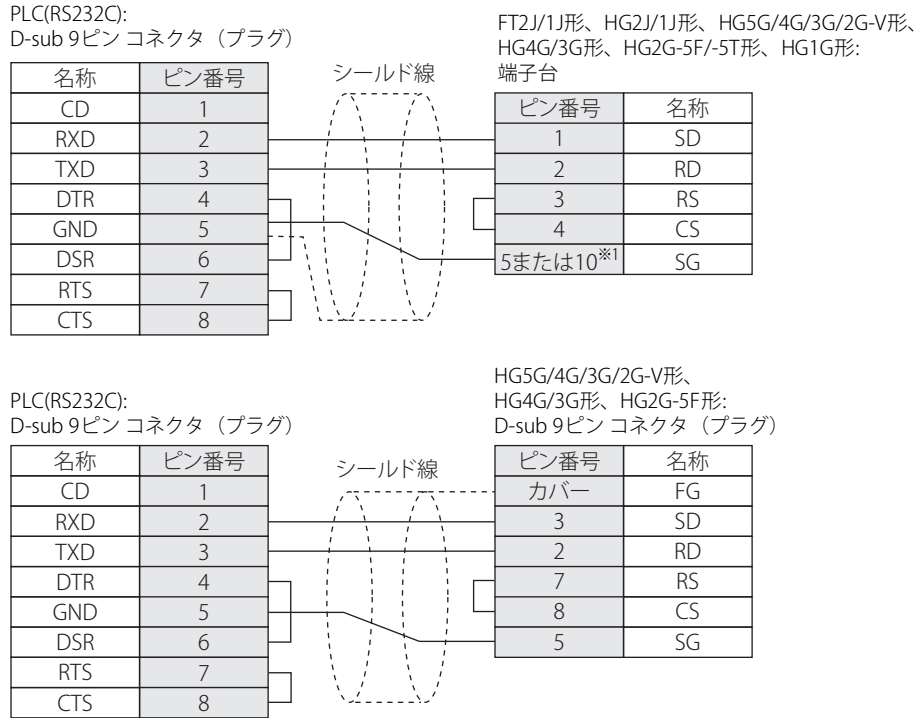 PLC(RS232C):
D-sub 9ピン コネクタ（プラグ）
名称 ピン番号
CD 1
RXD 2
TXD 3
DTR 4
GND 5
DSR 6
RTS 7
CTS 8
シールド線
FT2J/1J形、HG2J/1J形、HG5G/4G/3G/2G-V形、
HG4G/3G形、HG2G-5F/-5T形、HG1G形:
端子台
ピン番号 名称
1 SD
2 RD
3 RS
4 CS
5または10※1 SG
PLC(RS232C):
D-sub 9ピン コネクタ（プラグ）
名称 ピン番号
CD 1
RXD 2
TXD 3
DTR 4
GND 5
DSR 6
RTS 7
CTS 8
シールド線
HG5G/4G/3G/2G-V形、
HG4G/3G形、HG2G-5F形:
D-sub 9ピン コネクタ（プラグ）
ピン番号 名称
カバー FG
3 SD
2 RD
7 RS
8 CS
5 SG